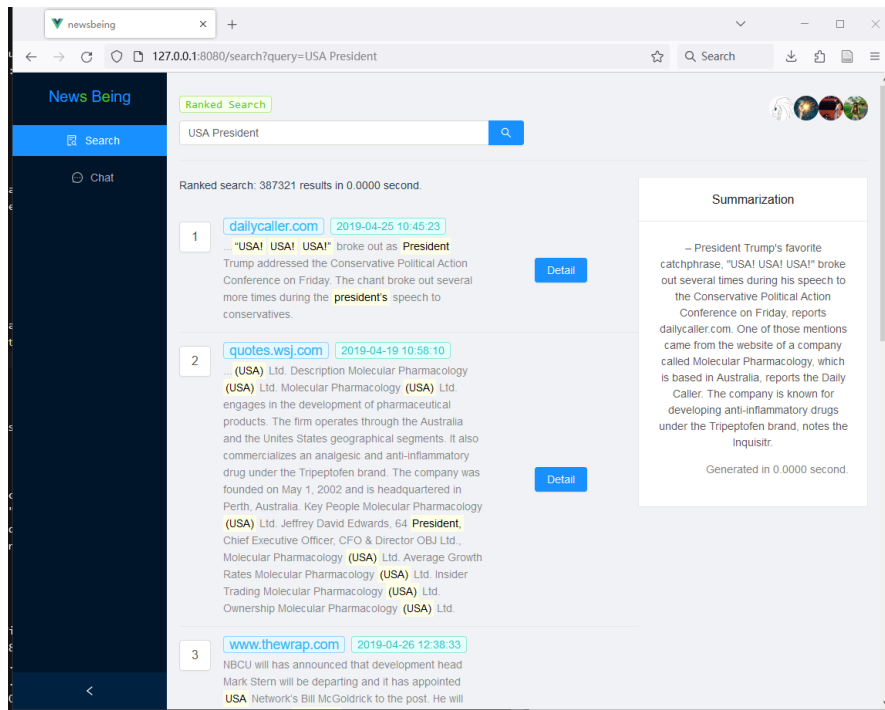 newsbeing
127.0.0.1:8080/search?query=USA President
Search
News Being
Search
Chat
Ranked Search
USA President
Ranked search: 387321 results in 0.0000 second.
1
dailycaller.com 2019-04-25 10:45:23
... “USA! USA! USA!” broke out as President
Trump addressed the Conservative Political Action
Conference on Friday. The chant broke out several
more times during the president’s speech to
conservatives.
Detail
2
quotes.wsj.com 2019-04-19 10:58:10
... (USA) Ltd. Description Molecular Pharmacology
(USA) Ltd. Molecular Pharmacology (USA) Ltd.
engages in the development of pharmaceutical
products. The firm operates through the Australia
and the Unites States geographical segments. It also
commercializes an analgesic and anti-inflammatory
drug under the Tripeptofen brand. The company was
founded on May 1, 2002 and is headquartered in
Perth, Australia. Key People Molecular Pharmacology
(USA) Ltd. Jeffrey David Edwards, 64 President,
Chief Executive Officer, CFO & Director OBJ Ltd.,
Molecular Pharmacology (USA) Ltd. Average Growth
Rates Molecular Pharmacology (USA) Ltd. Insider
Trading Molecular Pharmacology (USA) Ltd.
Ownership Molecular Pharmacology (USA) Ltd.
Detail
3
www.thewrap.com 2019-04-26 12:38:33
NBCU will has announced that development head
Mark Stern will be departing and it has appointed
USA Network's Bill McGoldrick to the post. He will
Summarization
– President Trump's favorite
catchphrase, "USA! USA! USA!" broke
out several times during his speech to
the Conservative Political Action
Conference on Friday, reports
dailycaller.com. One of those mentions
came from the website of a company
called Molecular Pharmacology, which
is based in Australia, reports the Daily
Caller. The company is known for
developing anti-inflammatory drugs
under the Tripeptofen brand, notes the
Inquisitr.
Generated in 0.0000 second.